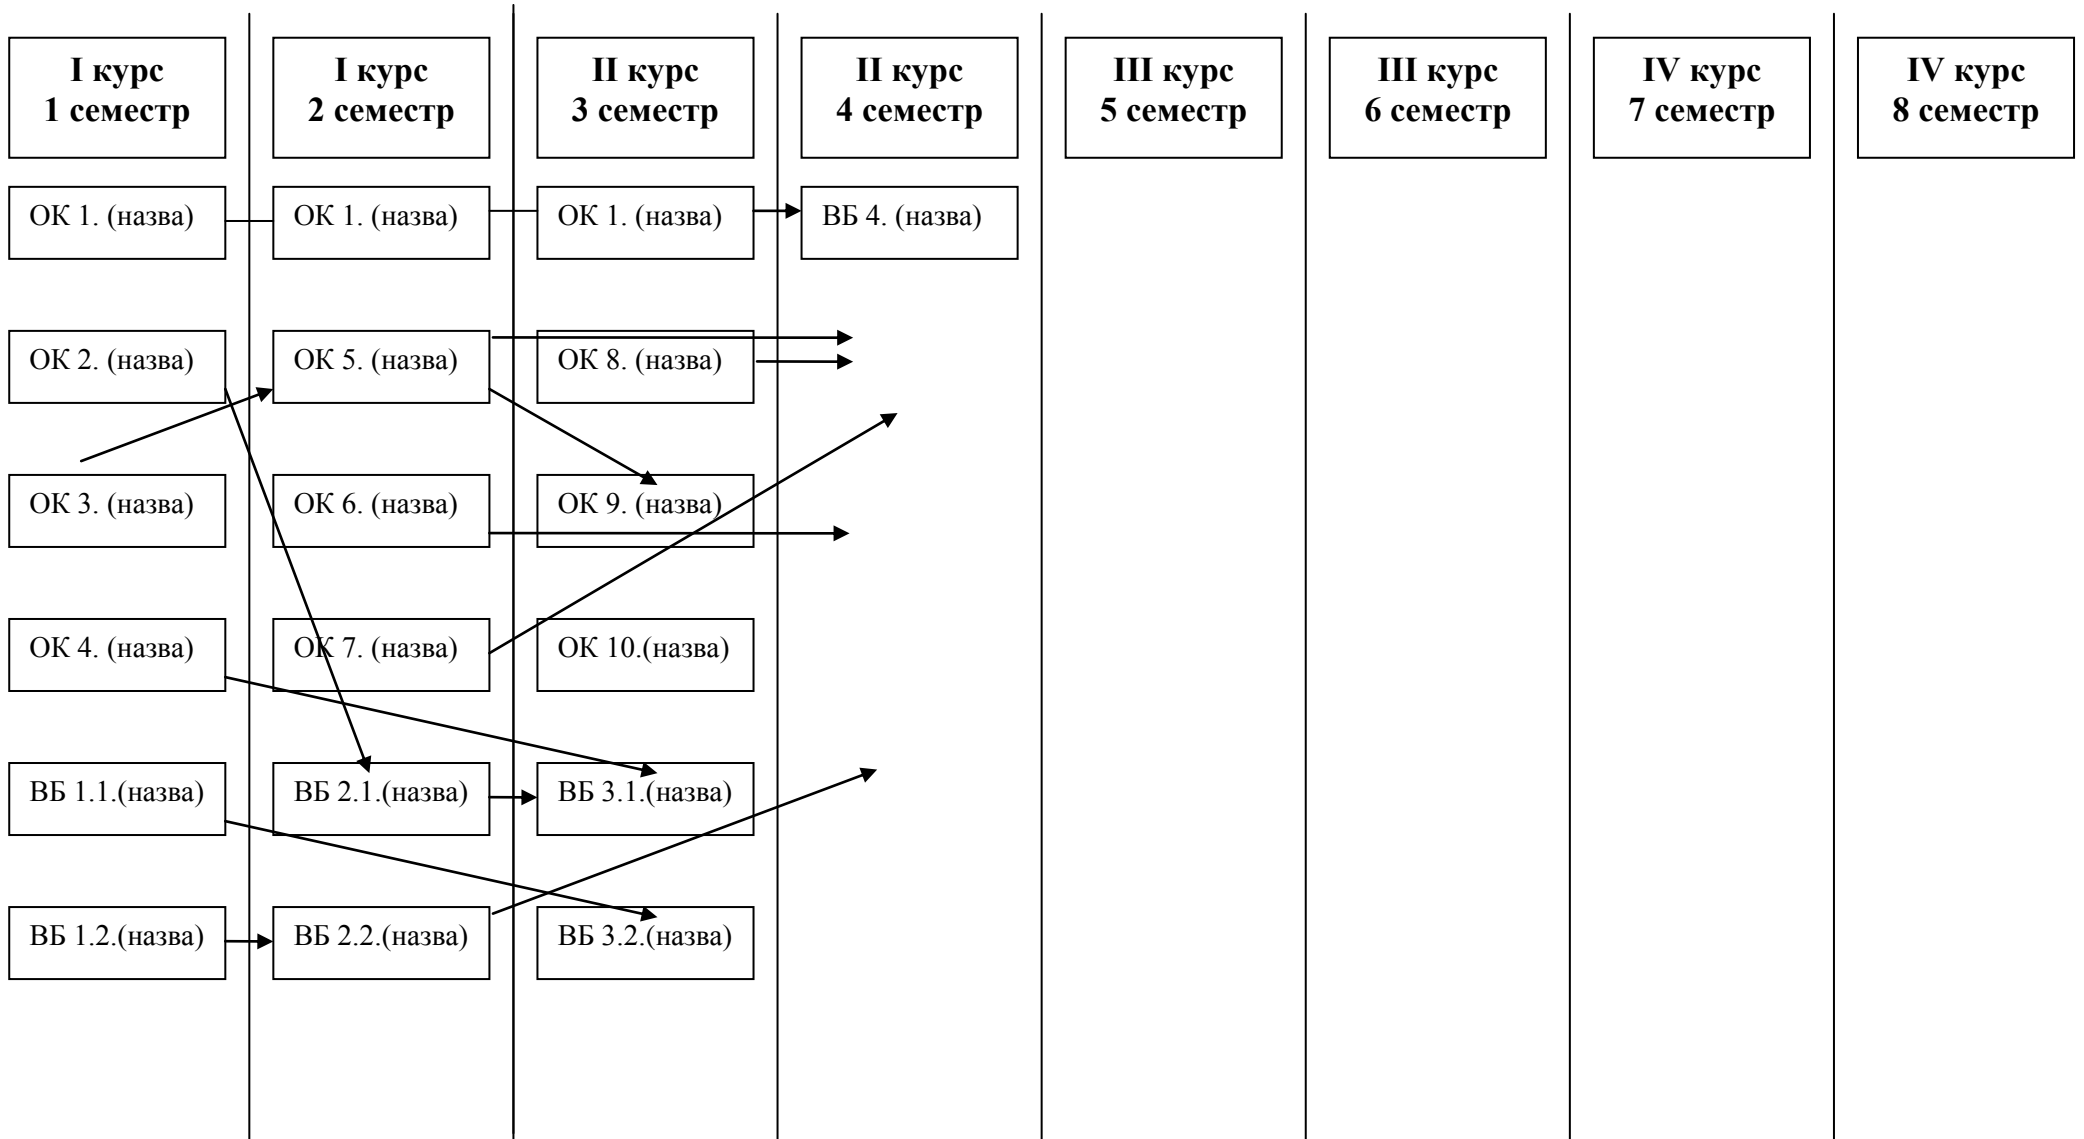 I курс
1 семестр
I курс
2 семестр
II курс
3 семестр
II курс
4 семестр
III курс
5 семестр
III курс
6 семестр
IV курс
7 семестр
IV курс
8 семестр
ОК 1. (назва)
ОК 1. (назва)
ОК 1. (назва)
ВБ 4. (назва)
ОК 2. (назва)
ОК 5. (назва)
ОК 8. (назва)
ОК 3. (назва)
ОК 6. (назва)
ОК 9. (назва)
ОК 4. (назва)
ОК 7. (назва)
ОК 10.(назва)
ВБ 1.1.(назва)
ВБ 2.1.(назва)
ВБ 3.1.(назва)
ВБ 1.2.(назва)
ВБ 2.2.(назва)
ВБ 3.2.(назва)